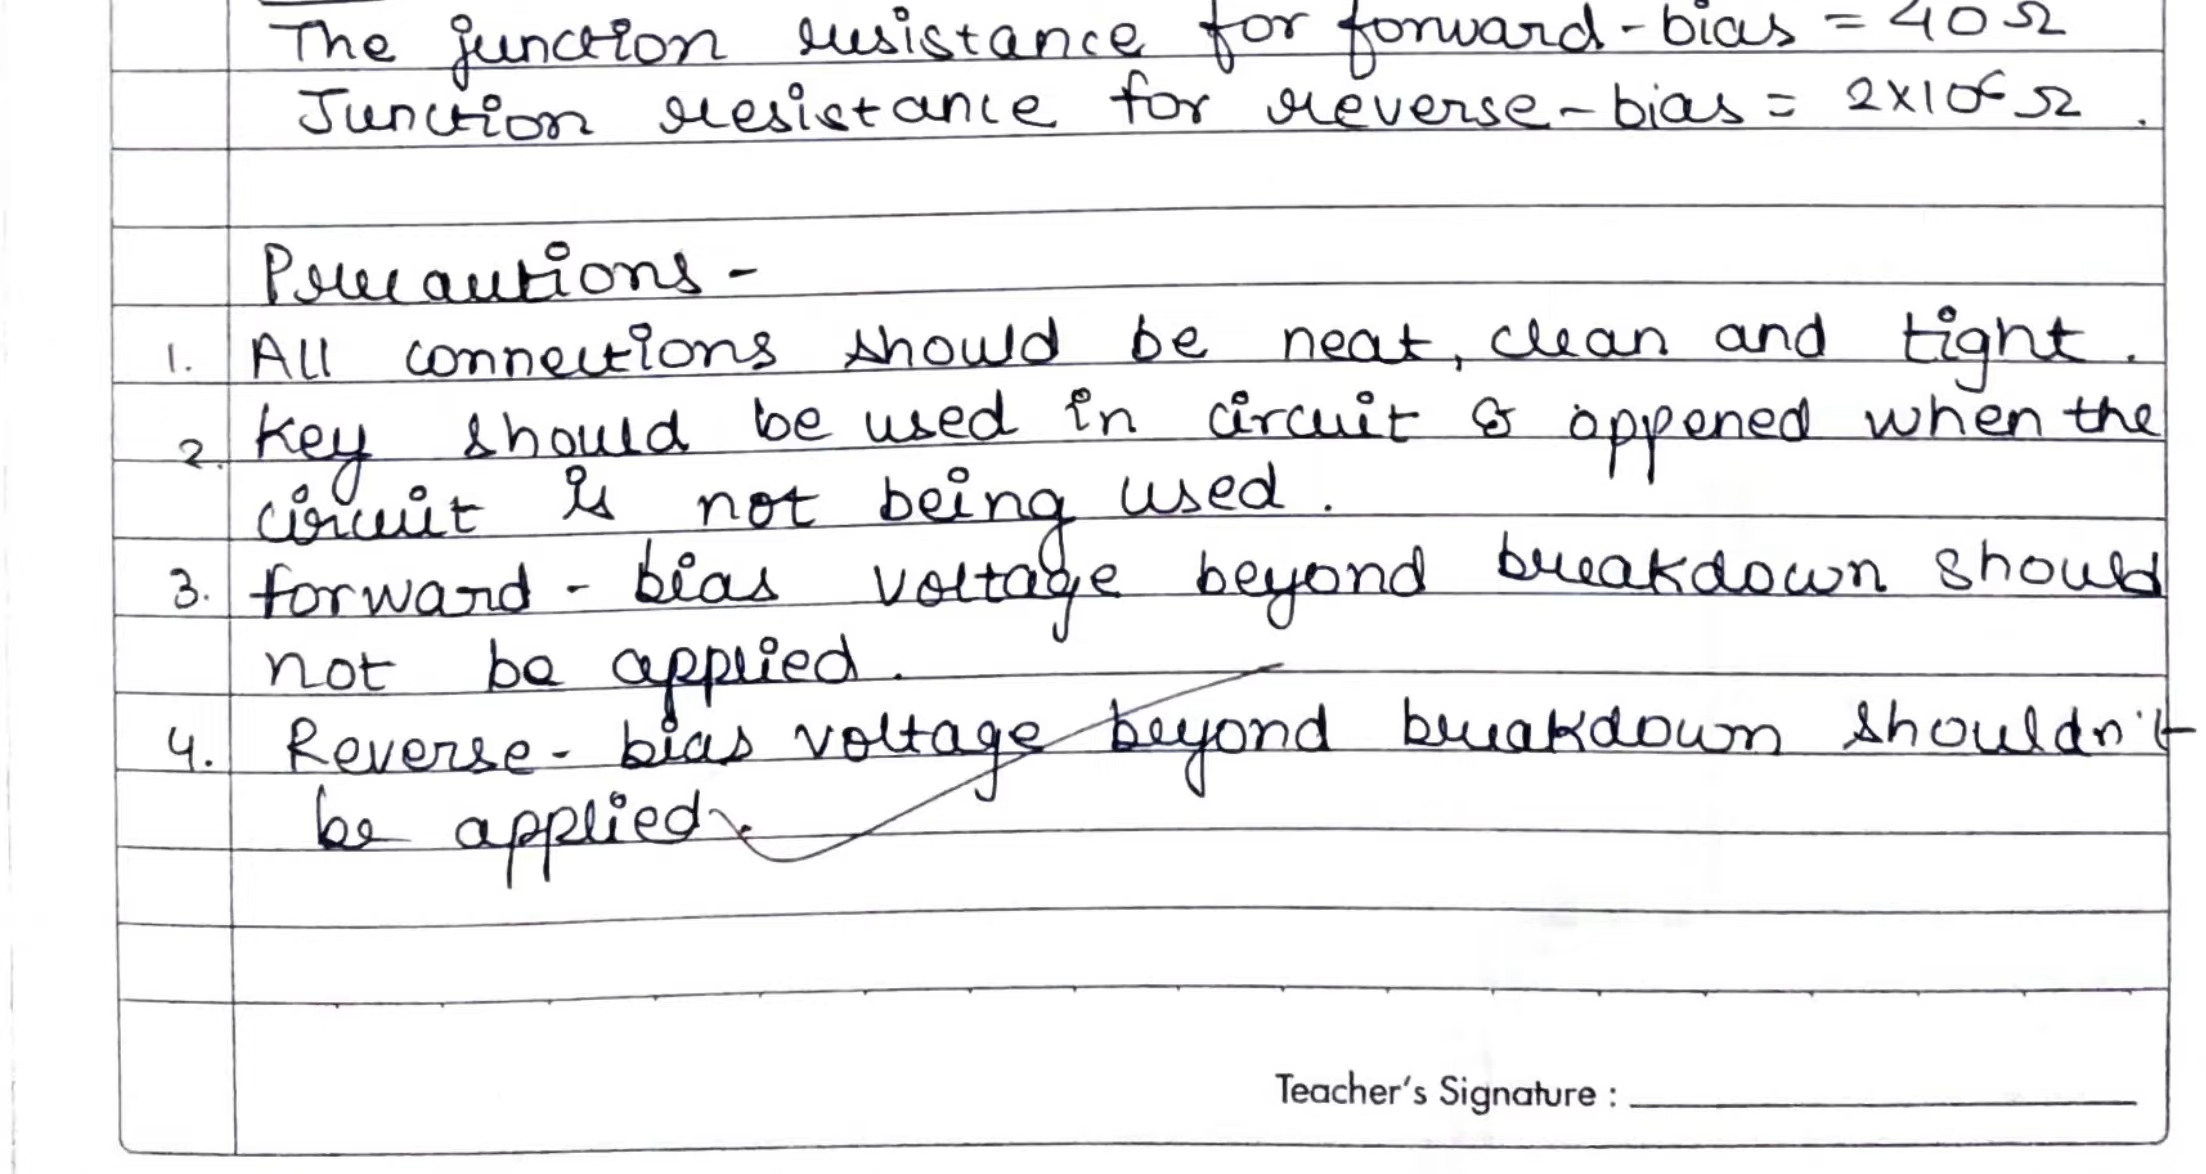 The junction resistance for forward-bias = 40 Ω
Junction resistance for reverse-bias = 2x10⁶ Ω .
Precautions -
1. All connections should be neat, clean and tight.
2. Key should be used in circuit & oppened when the
circuit is not being used.
3. forward - bias voltage beyond breakdown should
not be applied.
4. Reverse- bias voltage beyond breakdown shouldn't
be applied.
Teacher's Signature :